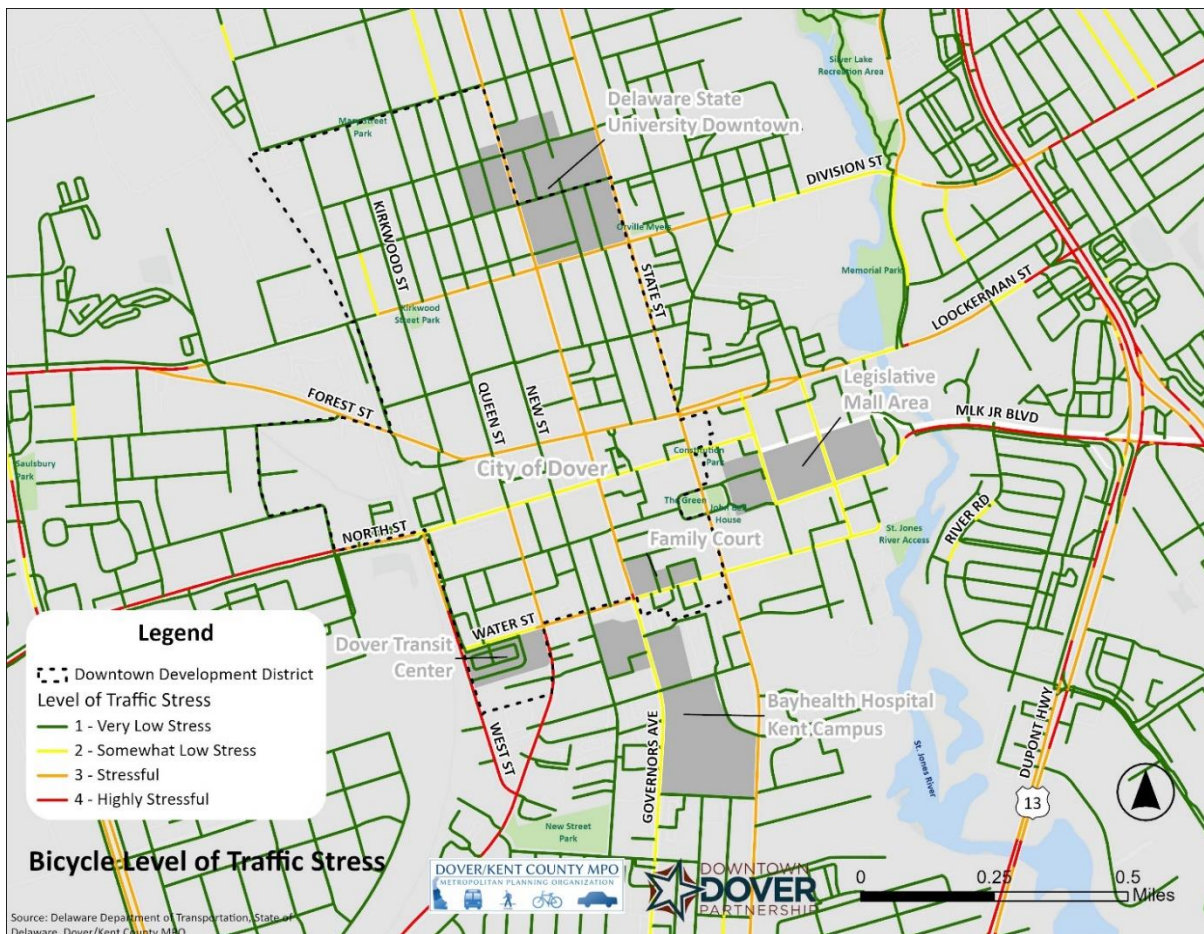 Silver Lake
Recreation Area
Delaware State
University Downtown
Mary Street
Park
DIVISION ST
KIRKWOOD ST
Orville Myers
STATE ST
Memorial Park
LOOCKERMAN ST
Kirkwood
Street Park
FOREST ST
QUEEN ST
NEW ST
Legislative
Mall Area
MLK JR BLVD
Saulsbury
Park
City of Dover
Constitution
Park
The Green
John Bell
House
Family Court
NORTH ST
St. Jones
River Access
RIVER RD
WATER ST
Dover Transit
Center
WEST ST
GOVERNORS AVE
Bayhealth Hospital
Kent Campus
St. Jones River
DUPONT HWY
13
New Street
Park
Legend
Downtown Development District
Level of Traffic Stress
1 - Very Low Stress
2 - Somewhat Low Stress
3 - Stressful
4 - Highly Stressful
Bicycle Level of Traffic Stress
DOVER/KENT COUNTY MPO
METROPOLITAN PLANNING ORGANIZATION
DOWNTOWN
DOVER
PARTNERSHIP
0 0.25 0.5
Miles
Source: Delaware Department of Transportation, State of
Delaware, Dover/Kent County MPO